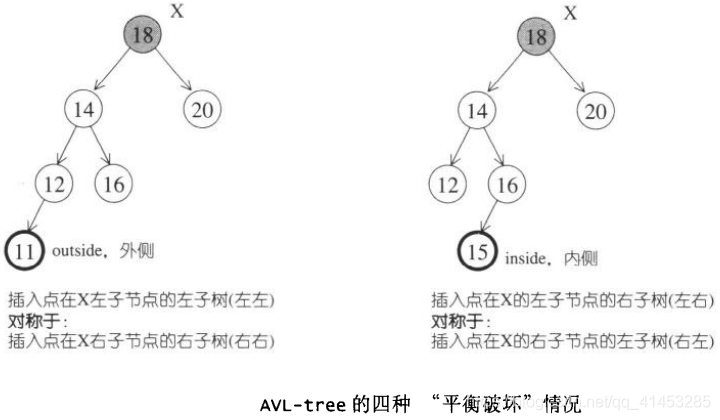 X
18
14
20
12
16
11
outside，外侧
插入点在X左子节点的左子树(左左)
对称于：
插入点在X右子节点的右子树(右右)
X
18
14
20
12
16
15
inside，内侧
插入点在X的左子节点的右子树(左右)
对称于：
插入点在X的右子节点的左子树(右左)
AVL-tree 的四种 “平衡破坏”情况
net/qq_41453285